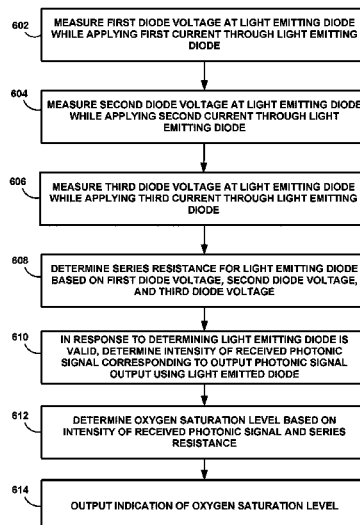 602
MEASURE FIRST DIODE VOLTAGE AT LIGHT EMITTING DIODE
WHILE APPLYING FIRST CURRENT THROUGH LIGHT EMITTING
DIODE
604
MEASURE SECOND DIODE VOLTAGE AT LIGHT EMITTING DIODE
WHILE APPLYING SECOND CURRENT THROUGH LIGHT
EMITTING DIODE
606
MEASURE THIRD DIODE VOLTAGE AT LIGHT EMITTING DIODE
WHILE APPLYING THIRD CURRENT THROUGH LIGHT EMITTING
DIODE
608
DETERMINE SERIES RESISTANCE FOR LIGHT EMITTING DIODE
BASED ON FIRST DIODE VOLTAGE, SECOND DIODE VOLTAGE,
AND THIRD DIODE VOLTAGE
610
IN RESPONSE TO DETERMINING LIGHT EMITTING DIODE IS
VALID, DETERMINE INTENSITY OF RECEIVED PHOTONIC
SIGNAL CORRESPONDING TO OUTPUT PHOTONIC SIGNAL
OUTPUT USING LIGHT EMITTED DIODE
612
DETERMINE OXYGEN SATURATION LEVEL BASED ON
INTENSITY OF RECEIVED PHOTONIC SIGNAL AND SERIES
RESISTANCE
614
OUTPUT INDICATION OF OXYGEN SATURATION LEVEL